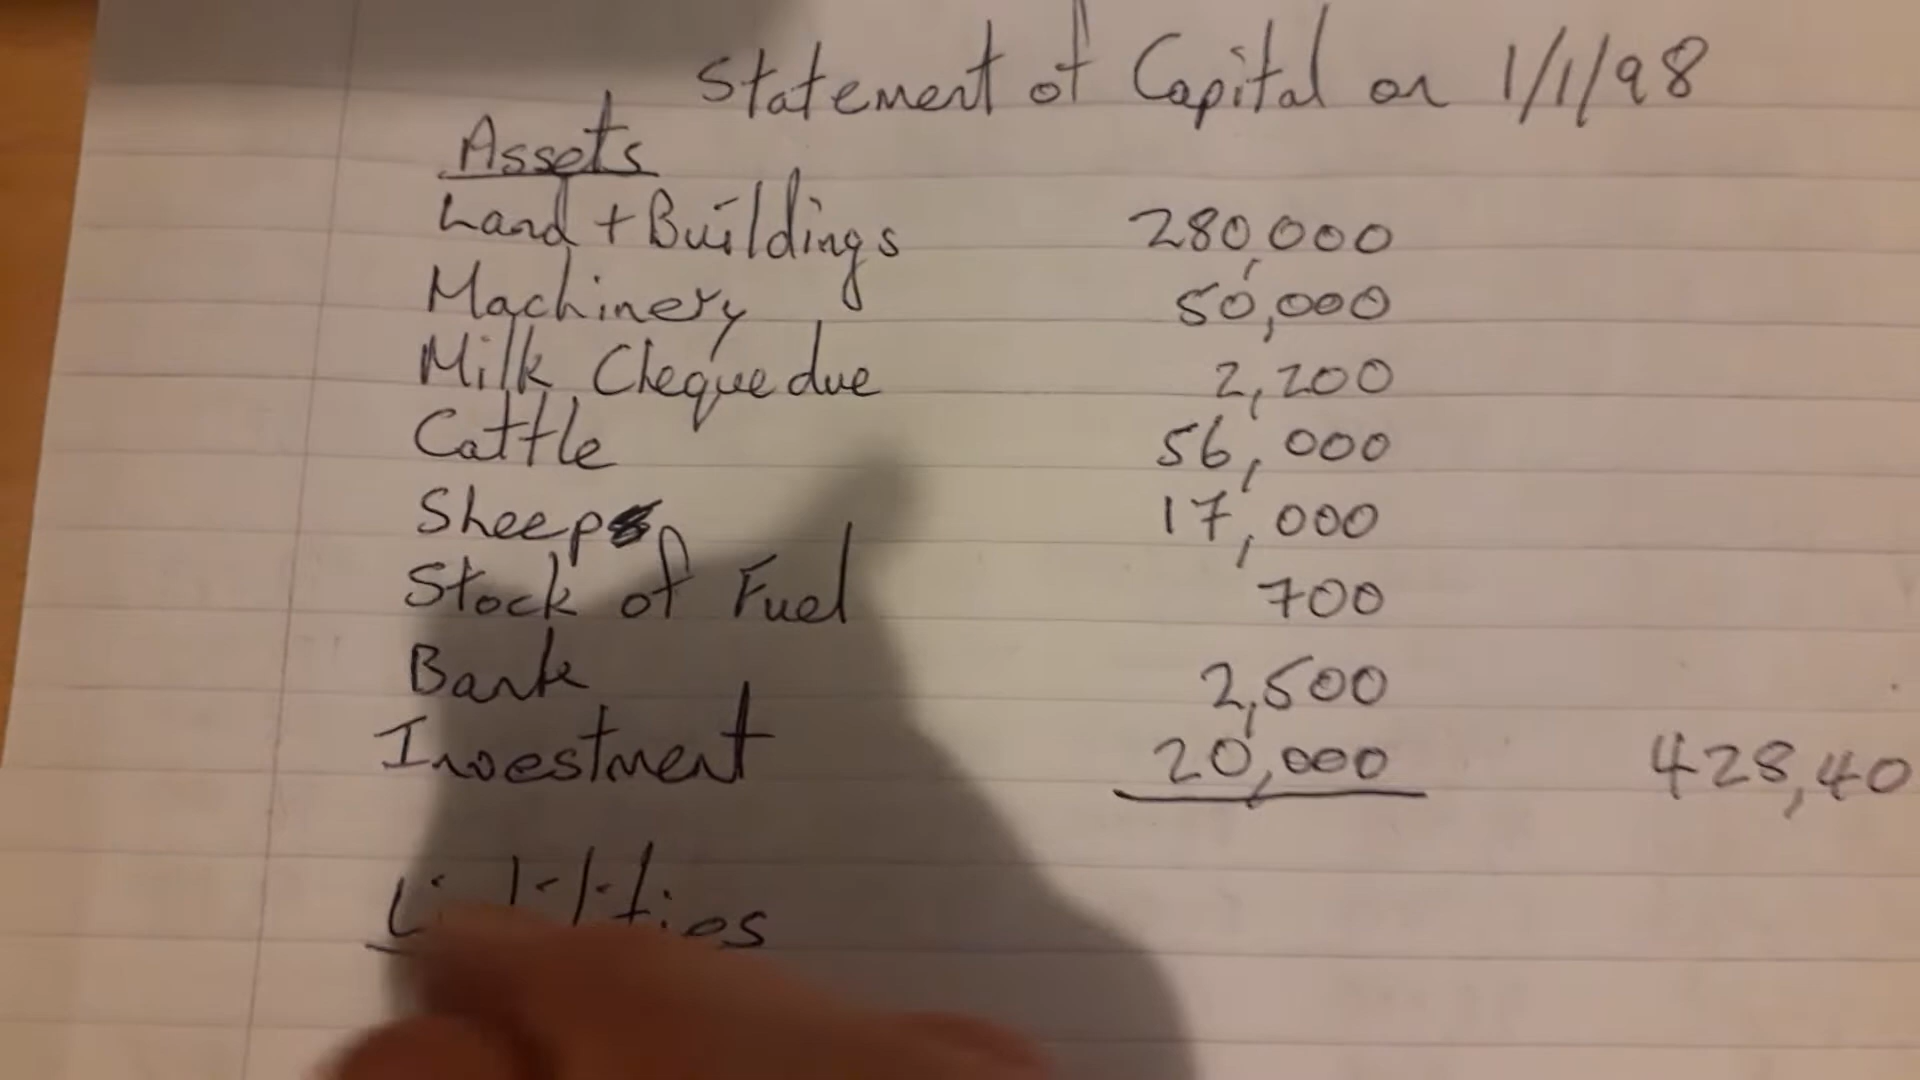 Statement of Capital on 1/1/98
Assets
Land + Buildings 280,000
Machinery 50,000
Milk Cheque due 2,200
Cattle 56,000
Sheep 17,000
Stock of Fuel 700
Bank 2,500
Investment 20,000 428,40